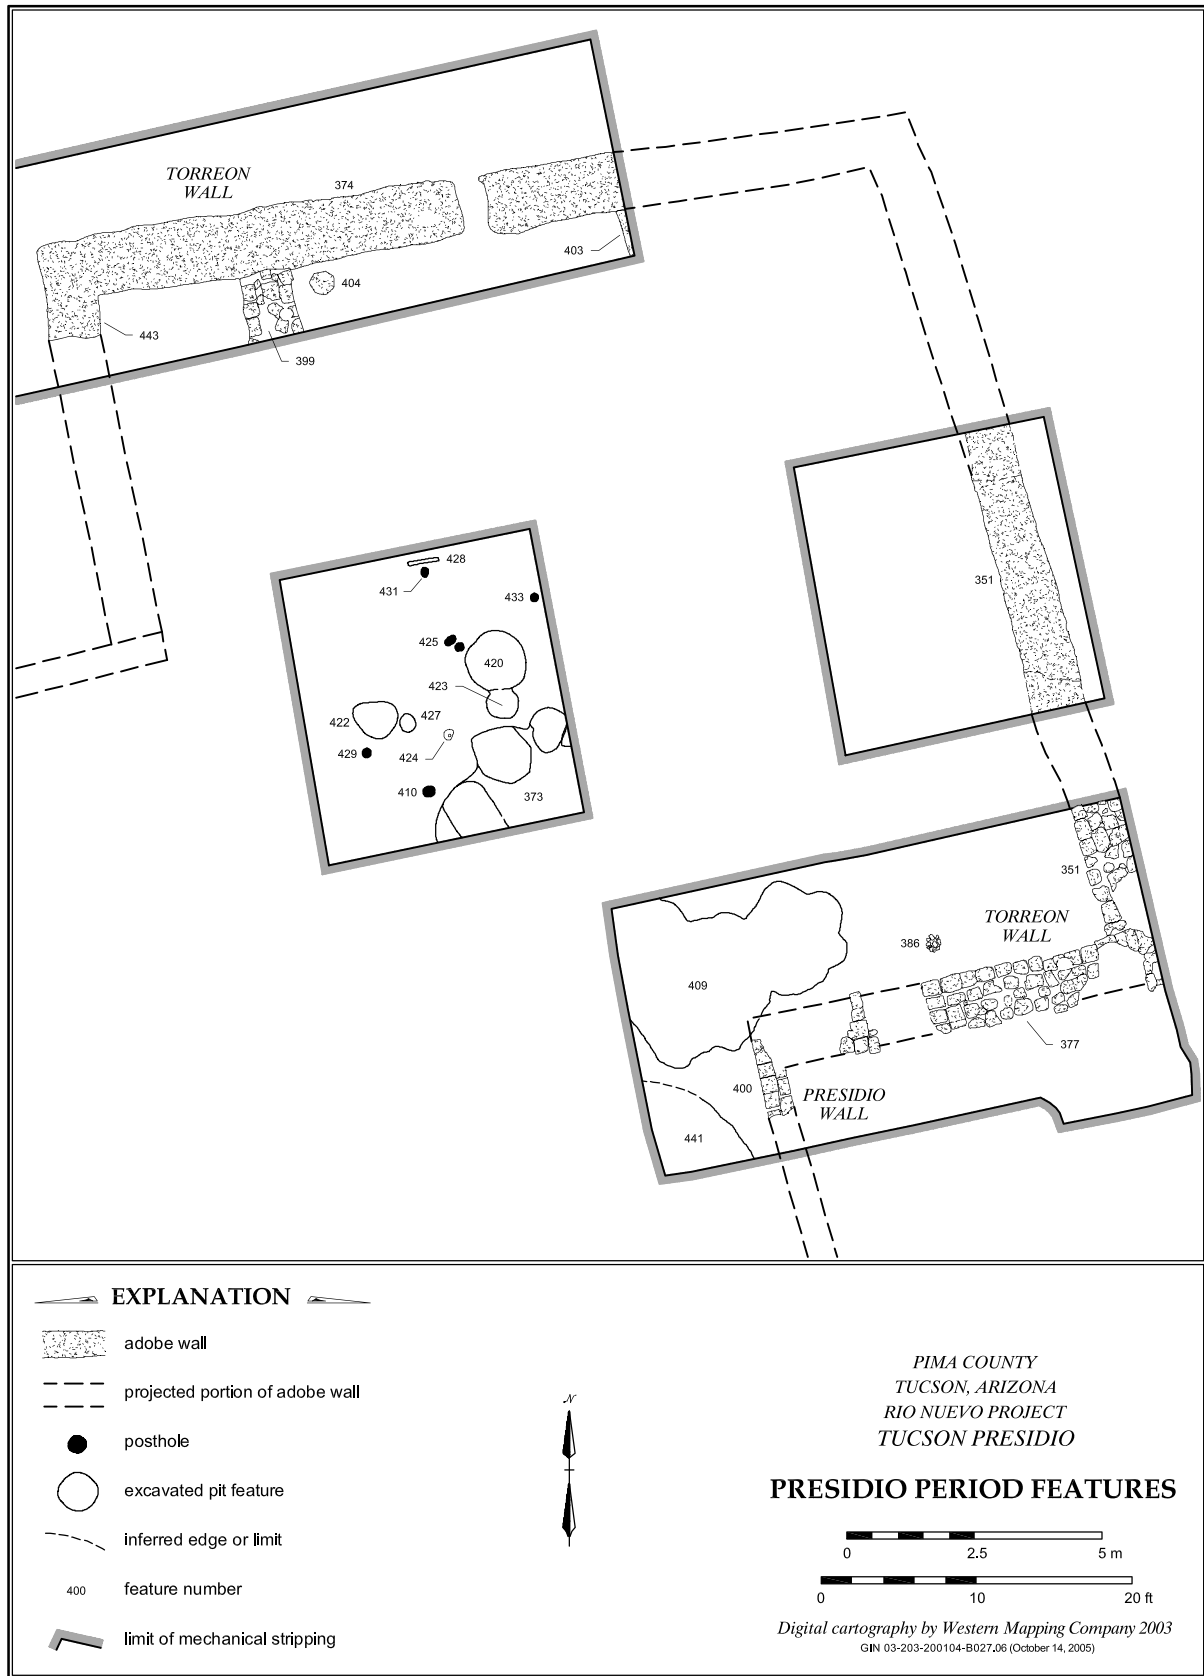 TORREON
WALL
374
403
404
443
399
351
428
431
433
425
420
423
422
427
429
424
410
373
351
TORREON
WALL
386
409
377
400
PRESIDIO
WALL
441
EXPLANATION
adobe wall
projected portion of adobe wall
posthole
excavated pit feature
inferred edge or limit
400 feature number
limit of mechanical stripping
N
PIMA COUNTY
TUCSON, ARIZONA
RIO NUEVO PROJECT
TUCSON PRESIDIO
PRESIDIO PERIOD FEATURES
0 2.5 5 m
0 10 20 ft
Digital cartography by Western Mapping Company 2003
GIN 03-203-200104-B027.06 (October 14, 2005)